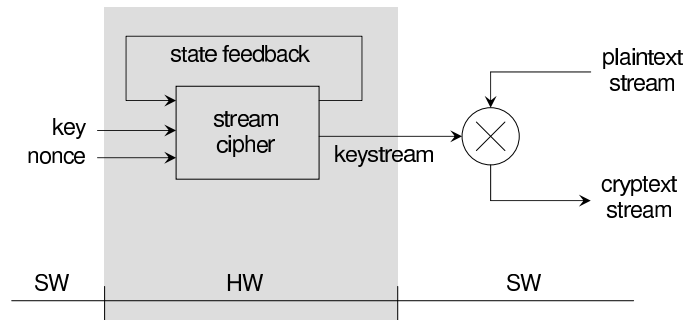 state feedback
plaintext
stream
stream
cipher
key
nonce
keystream
cryptext
stream
SW
HW
SW